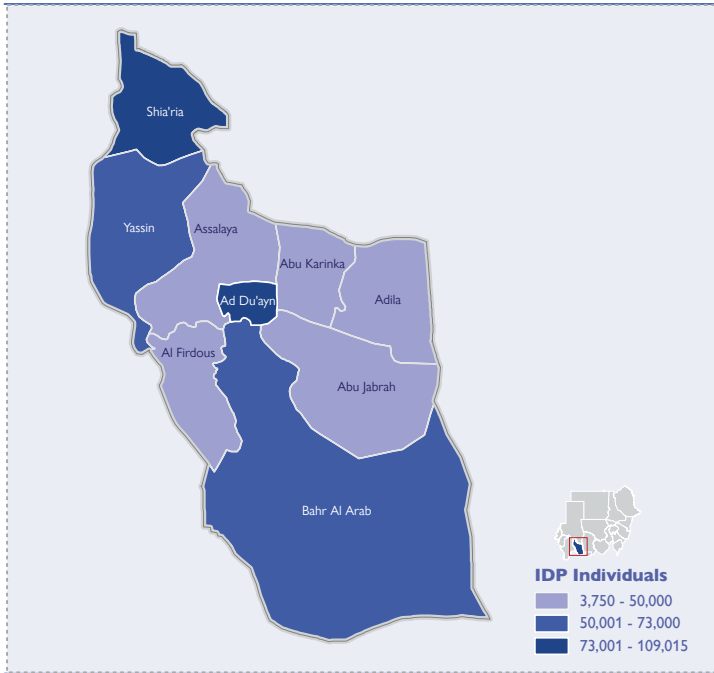 Shia'ria
Yassin
Assalaya
Abu Karinka
Adila
Ad Du'ayn
Al Firdous
Abu Jabrah
Bahr Al Arab
IDP Individuals
3,750 - 50,000
50,001 - 73,000
73,001 - 109,015